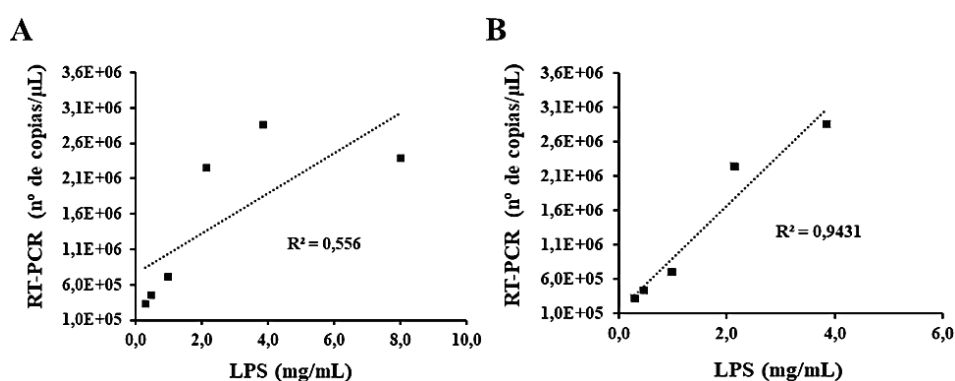 A
RT-PCR (nº de copias/µL)
3,6E+06
3,1E+06
2,6E+06
2,1E+06
1,6E+06
1,1E+06
6,0E+05
1,0E+05
R² = 0,556
0,0 2,0 4,0 6,0 8,0 10,0
LPS (mg/mL)
B
RT-PCR (nº de copias/µL)
3,6E+06
3,1E+06
2,6E+06
2,1E+06
1,6E+06
1,1E+06
6,0E+05
1,0E+05
R² = 0,9431
0,0 2,0 4,0 6,0
LPS (mg/mL)